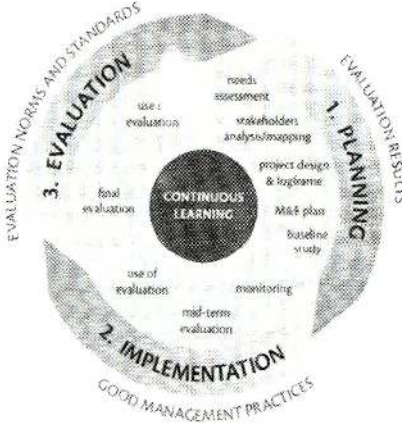 EVALUATION NORMS AND STANDARDS
EVALUATION RESULTS
GOOD MANAGEMENT PRACTICES
1. PLANNING
2. IMPLEMENTATION
3. EVALUATION
CONTINUOUS
LEARNING
needs
assessment
stakeholders
analysis/mapping
project design
& logframe
M&E plan
baseline
study
monitoring
mid-term
evaluation
use of
evaluation
final
evaluation
use
evaluation